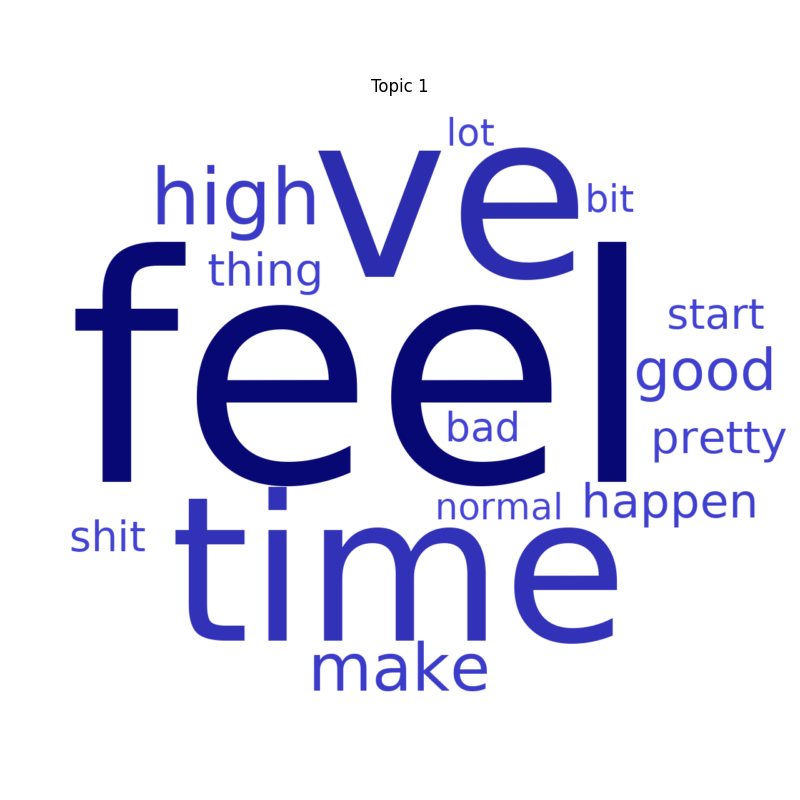 Topic 1
lot
ve
high
bit
thing
feel
start
good
bad
pretty
normal
happen
shit
time
make